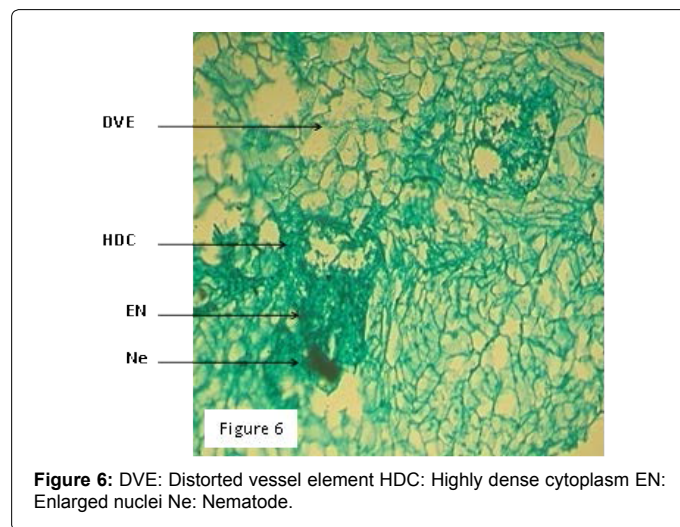 DVE
HDC
EN
Ne
Figure 6
Figure 6: DVE: Distorted vessel element HDC: Highly dense cytoplasm EN:
Enlarged nuclei Ne: Nematode.